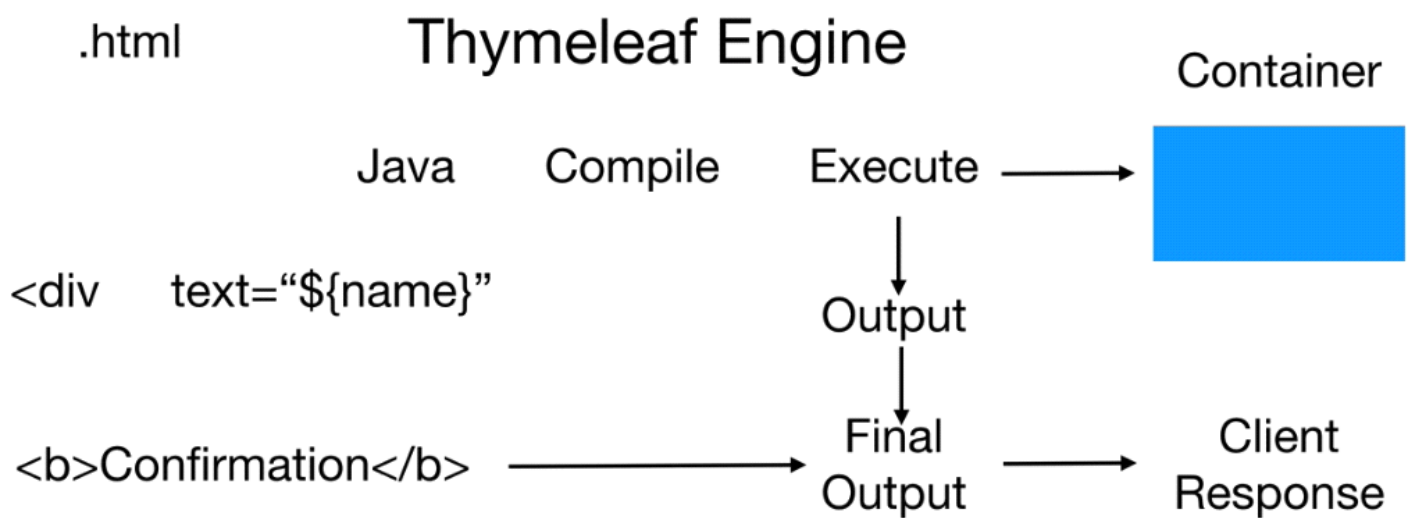 .html
Thymeleaf Engine
Container
Java
Compile
Execute
<div text=“${name}”
Output
<b>Confirmation</b>
Final
Output
Client
Response